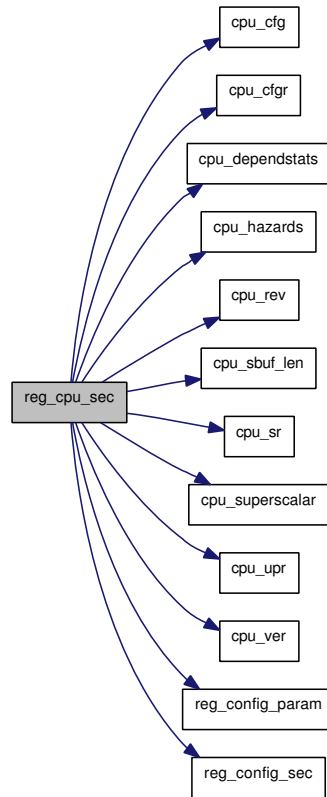 cpu_cfg
cpu_cfgr
cpu_dependstats
cpu_hazards
cpu_rev
cpu_sbuf_len
reg_cpu_sec
cpu_sr
cpu_superscalar
cpu_upr
cpu_ver
reg_config_param
reg_config_sec